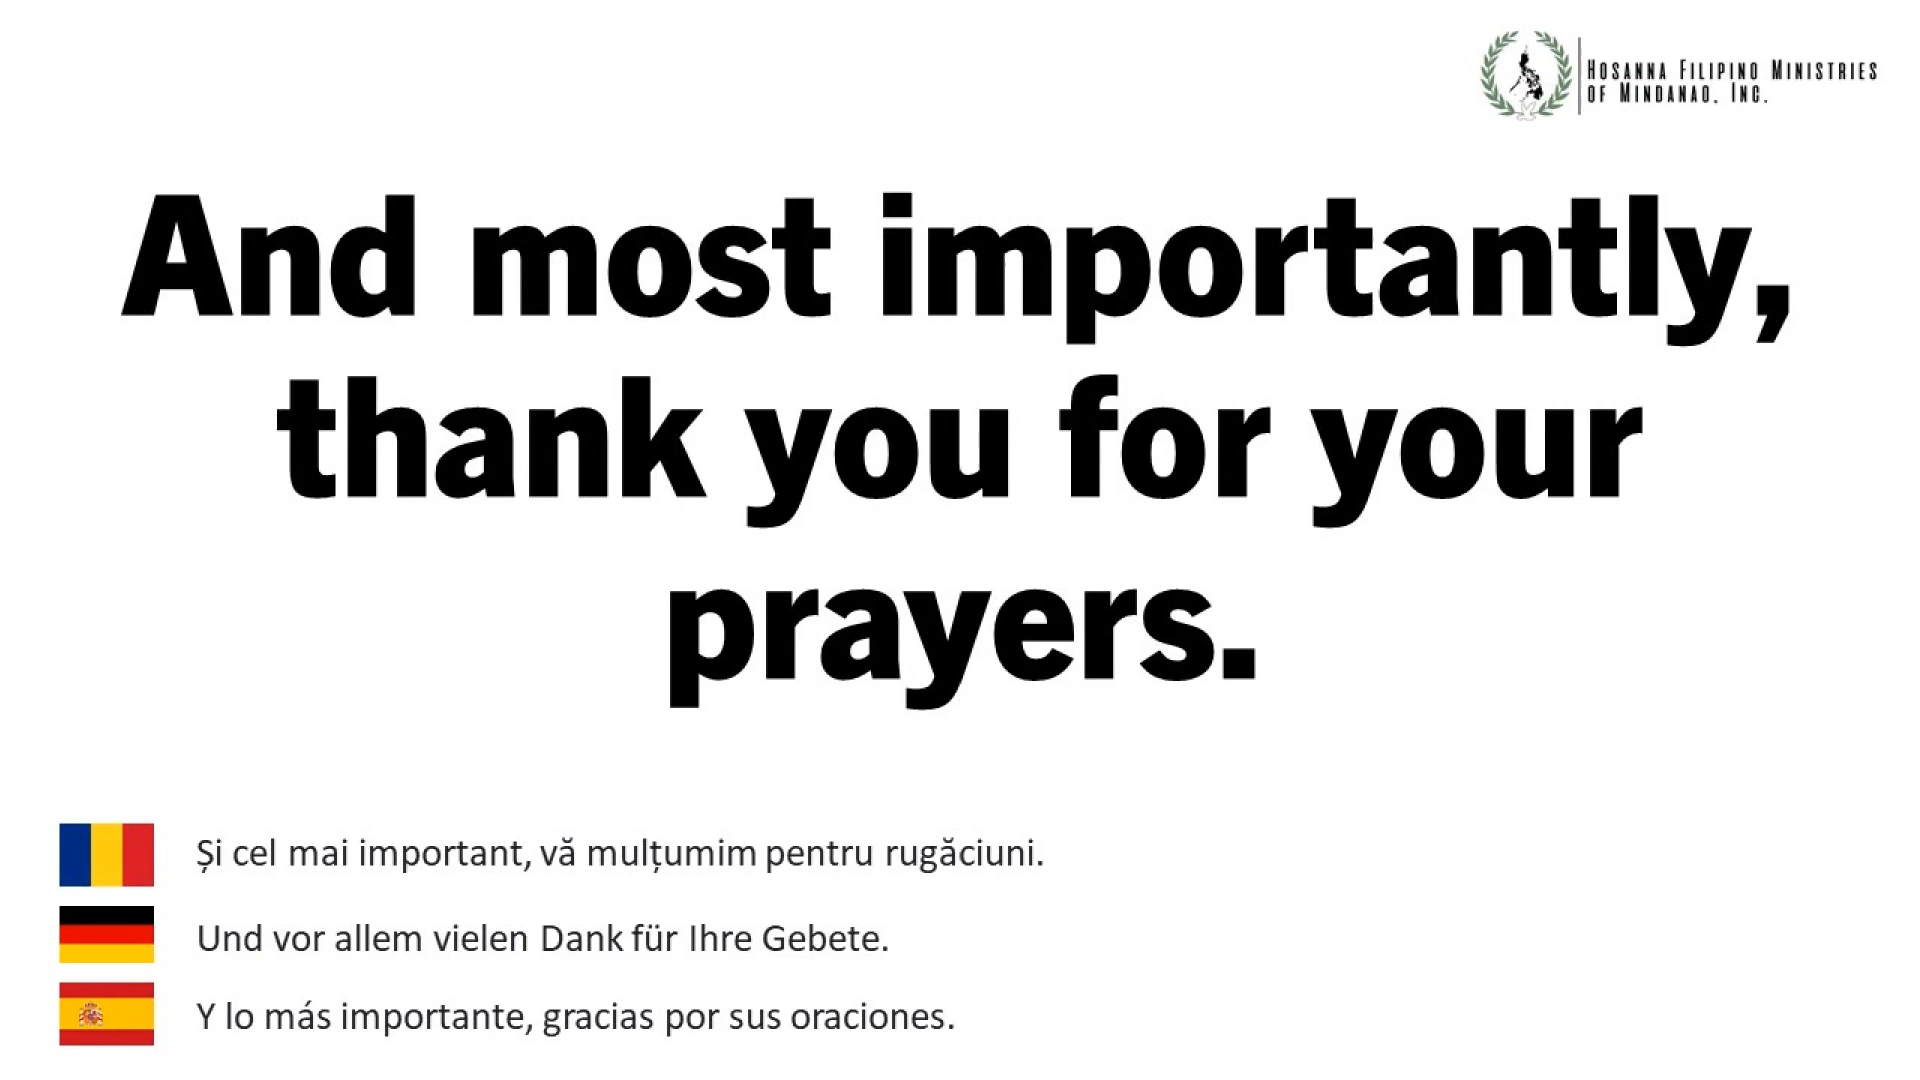 HOSANNA FILIPINO MINISTRIES
OF MINDANAO, INC.
And most importantly,
thank you for your
prayers.
Și cel mai important, vă mulțumim pentru rugăciuni.
Und vor allem vielen Dank für Ihre Gebete.
Y lo más importante, gracias por sus oraciones.